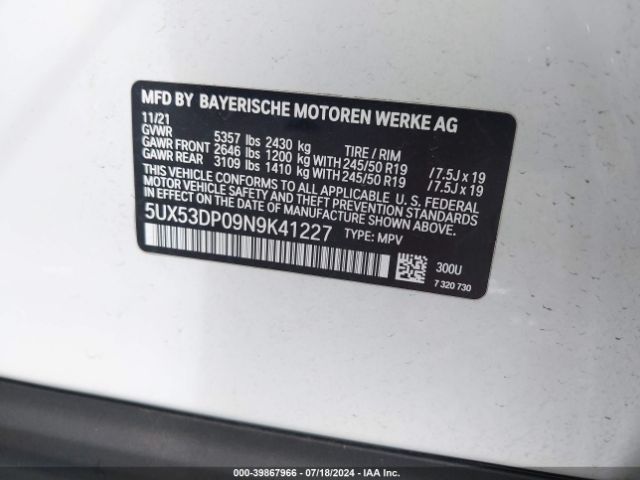 MFD BY BAYERISCHE MOTOREN WERKE AG
11/21
GVWR 5357 lbs 2430 kg TIRE / RIM
GAWR FRONT 2646 lbs 1200 kg WITH 245/50 R19 /7.5J x 19
GAWR REAR 3109 lbs 1410 kg WITH 245/50 R19 /7.5J x 19
THIS VEHICLE CONFORMS TO ALL APPLICABLE U. S. FEDERAL
MOTOR VEHICLE SAFETY AND THEFT PREVENTION STANDARDS
IN EFFECT ON THE DATE OF MANUFACTURE SHOWN ABOVE.
5UX53DP09N9K41227 TYPE: MPV
300U
7 320 730
000-39867966 / 07/18/2024 / IAA Inc.